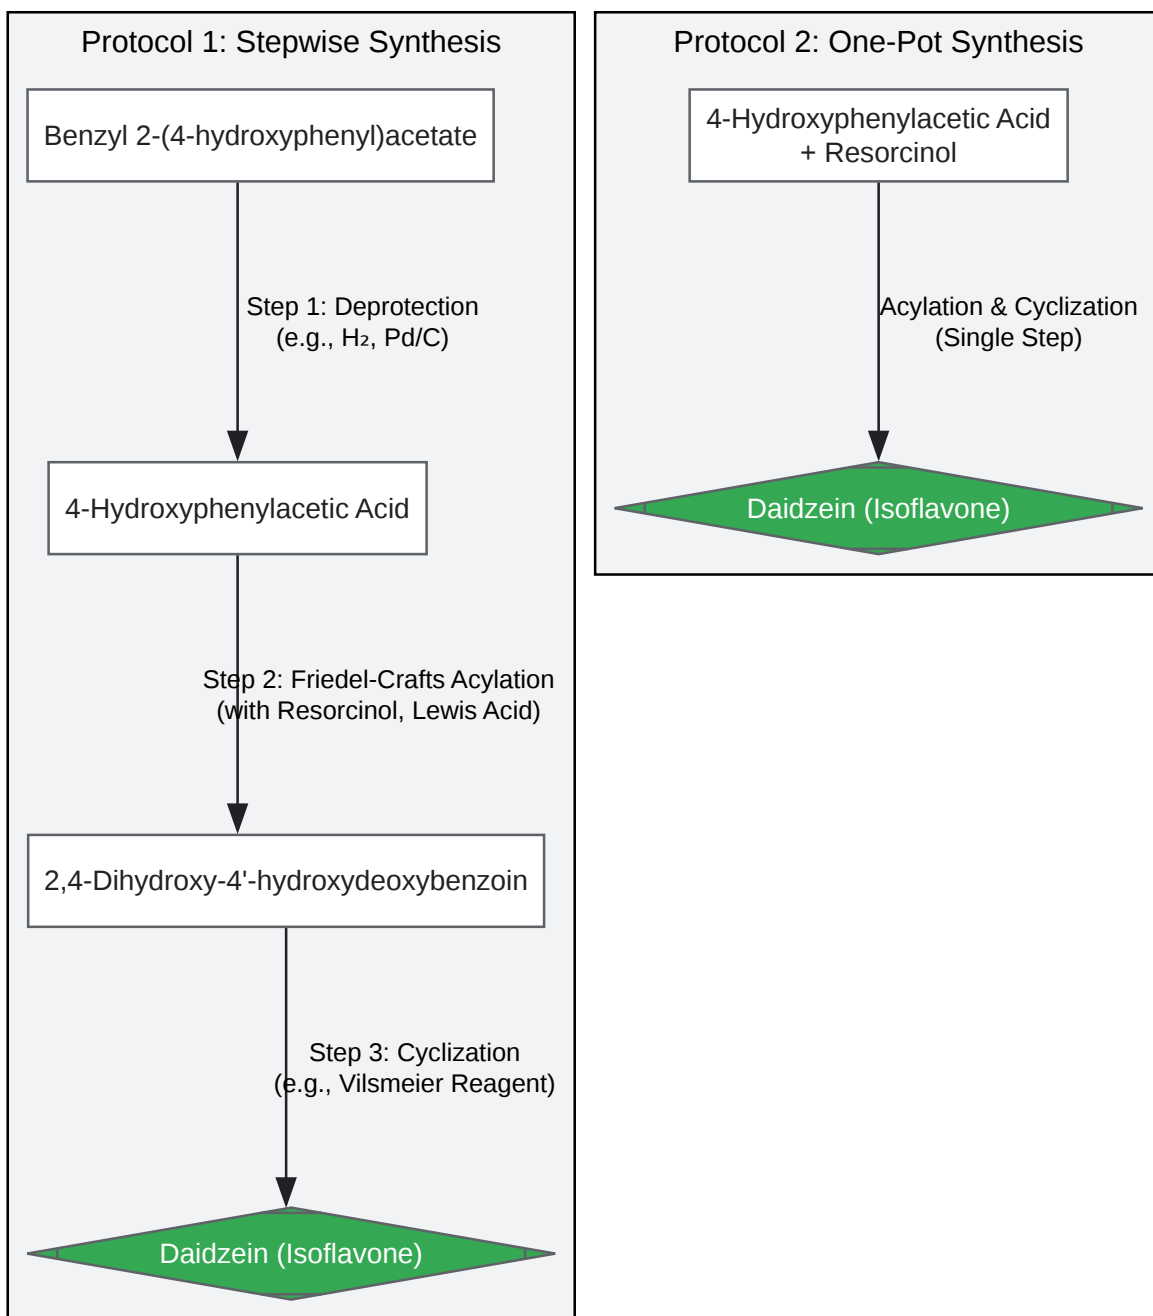 Protocol 1: Stepwise Synthesis
Benzyl 2-(4-hydroxyphenyl)acetate
Step 1: Deprotection
(e.g., H₂, Pd/C)
4-Hydroxyphenylacetic Acid
Step 2: Friedel-Crafts Acylation
(with Resorcinol, Lewis Acid)
2,4-Dihydroxy-4'-hydroxydeoxybenzoin
Step 3: Cyclization
(e.g., Vilsmeier Reagent)
Daidzein (Isoflavone)
Protocol 2: One-Pot Synthesis
4-Hydroxyphenylacetic Acid
+ Resorcinol
Acylation & Cyclization
(Single Step)
Daidzein (Isoflavone)